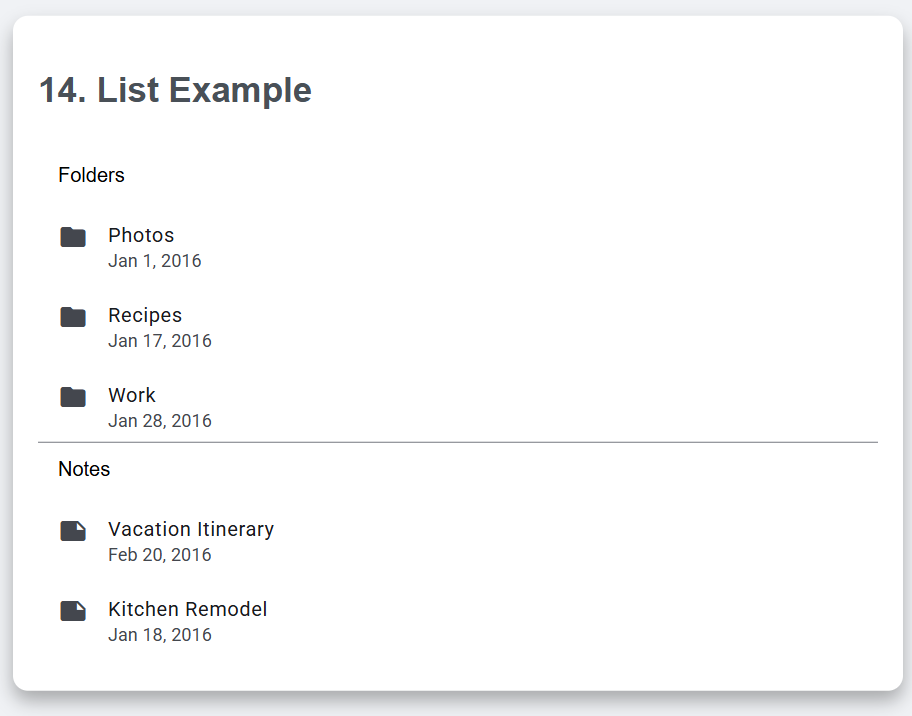 14. List Example
Folders
Photos
Jan 1, 2016
Recipes
Jan 17, 2016
Work
Jan 28, 2016
Notes
Vacation Itinerary
Feb 20, 2016
Kitchen Remodel
Jan 18, 2016